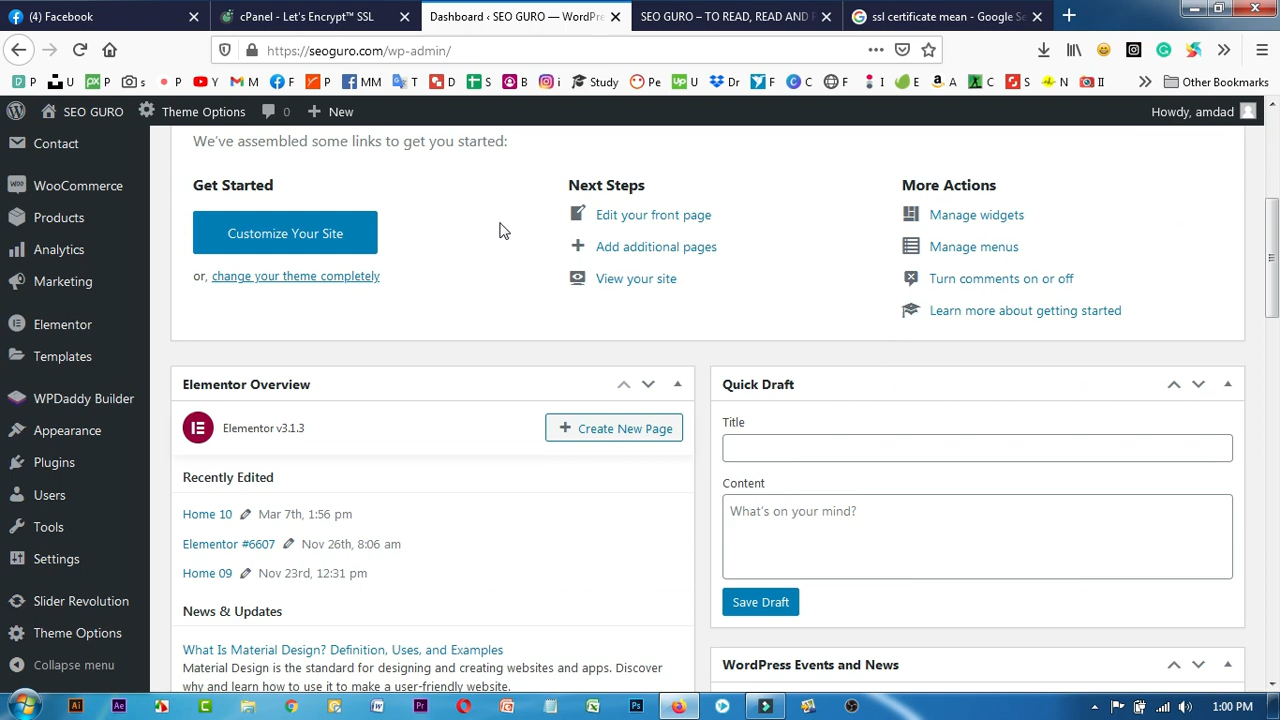 (4) Facebook
cPanel - Let's Encrypt™ SSL
Dashboard ‹ SEO GURO — WordPre
SEO GURO – TO READ, READ AND
ssl certificate mean - Google Se
https://seoguro.com/wp-admin/
P U P s P Y M F P MM T D S B i Study Pe U Dr F C F I E A C S N II Other Bookmarks
SEO GURO Theme Options 0 New Howdy, amdad
Contact
WooCommerce
Products
Analytics
Marketing
Elementor
Templates
WPDaddy Builder
Appearance
Plugins
Users
Tools
Settings
Slider Revolution
Theme Options
Collapse menu
We've assembled some links to get you started:
Get Started
Customize Your Site
or, change your theme completely
Next Steps
Edit your front page
Add additional pages
View your site
More Actions
Manage widgets
Manage menus
Turn comments on or off
Learn more about getting started
Elementor Overview
Elementor v3.1.3
Create New Page
Recently Edited
Home 10 Mar 7th, 1:56 pm
Elementor #6607 Nov 26th, 8:06 am
Home 09 Nov 23rd, 12:31 pm
News & Updates
What Is Material Design? Definition, Uses, and Examples
Material Design is the standard for designing and creating websites and apps. Discover
why and learn how to use it to make a user-friendly website.
Quick Draft
Title
Content
What's on your mind?
Save Draft
WordPress Events and News
1:00 PM